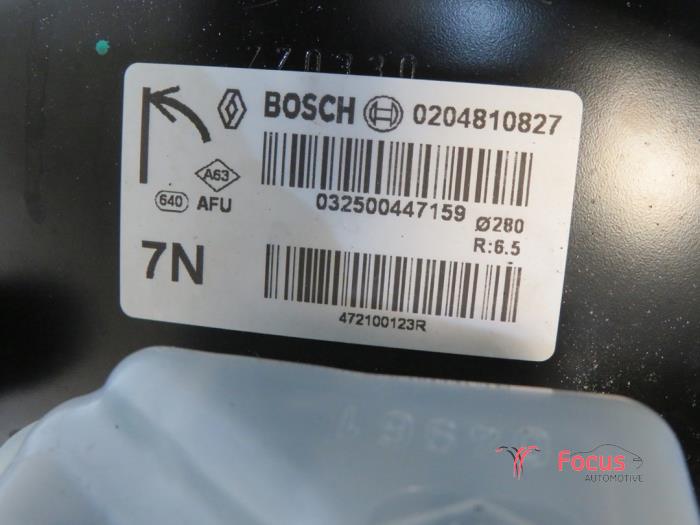 BOSCH 0204810827
A63
032500447159
640 AFU
Ø280
R:6.5
7N
472100123R
Focus
AUTOMOTIVE